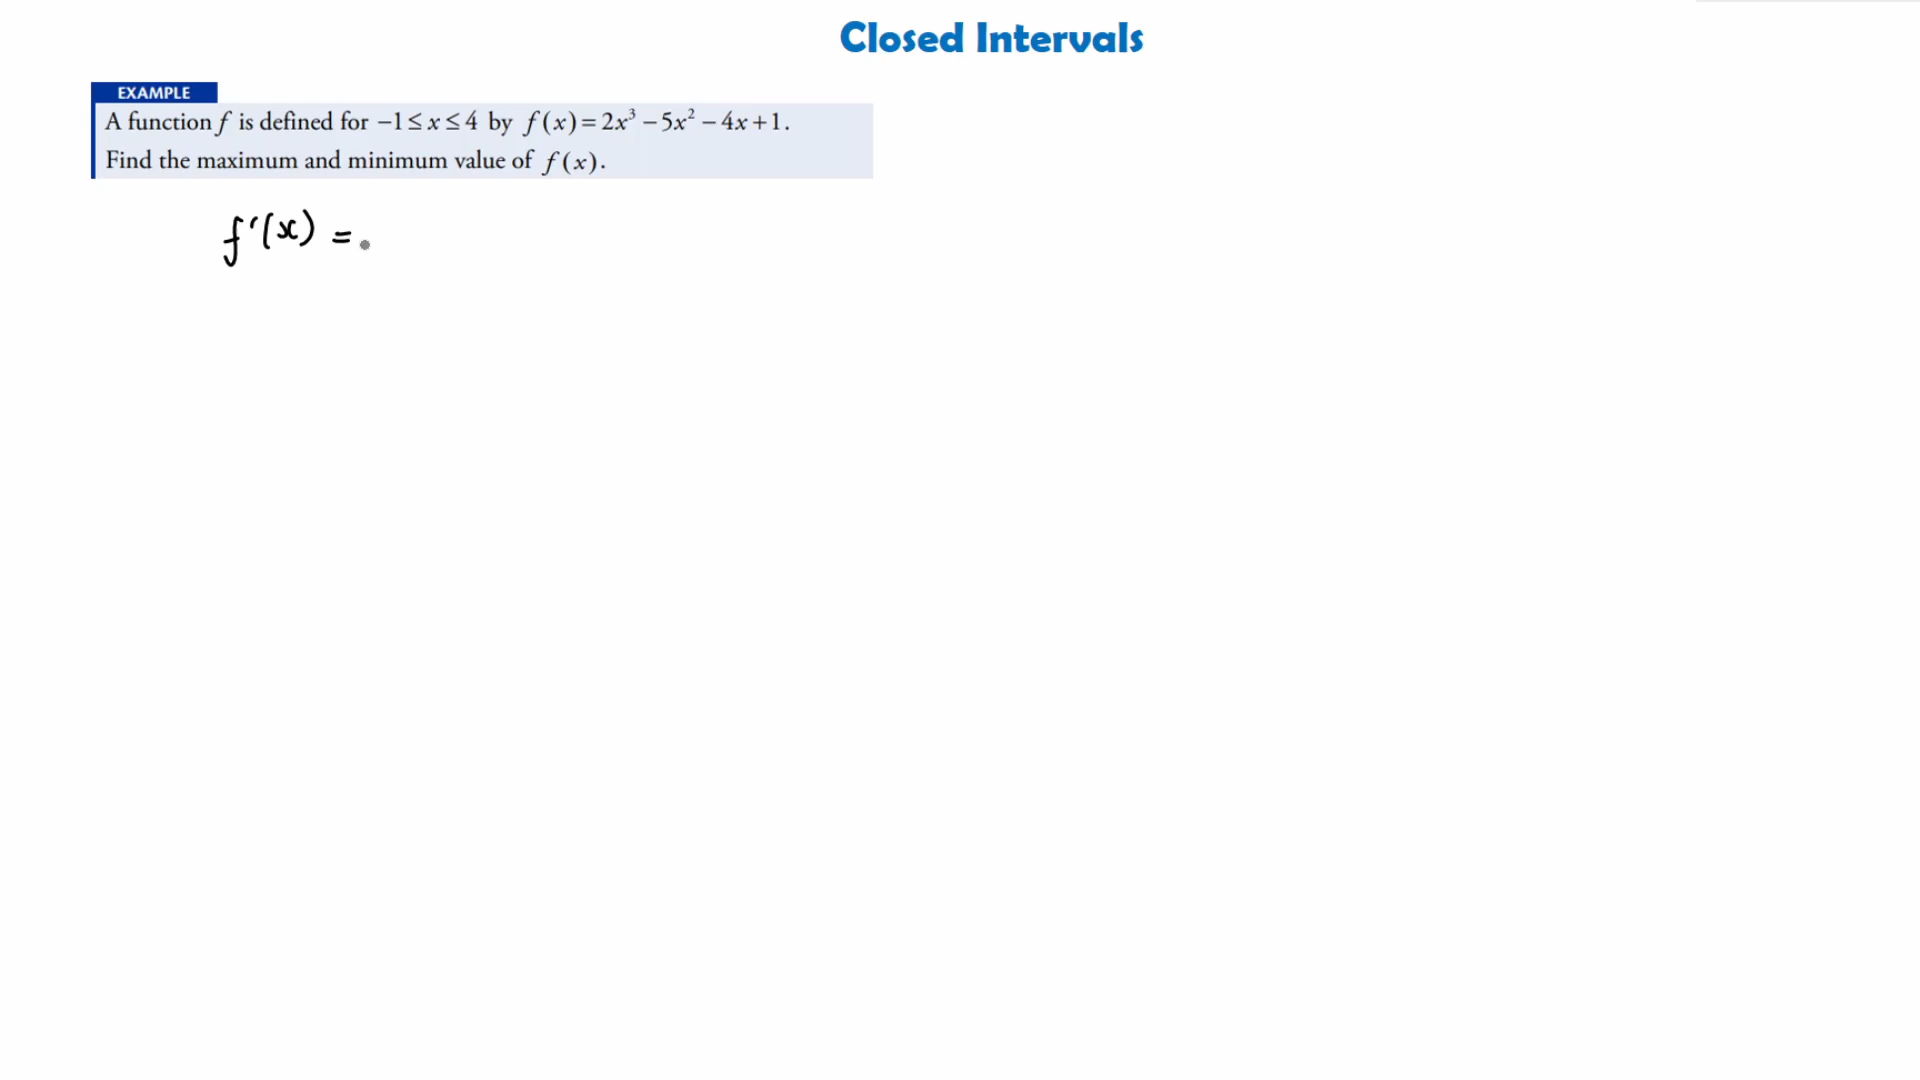 Closed Intervals
EXAMPLE
A function f is defined for −1 ≤ x ≤ 4 by f(x) = 2x³ − 5x² − 4x + 1.
Find the maximum and minimum value of f(x).
f'(x) =